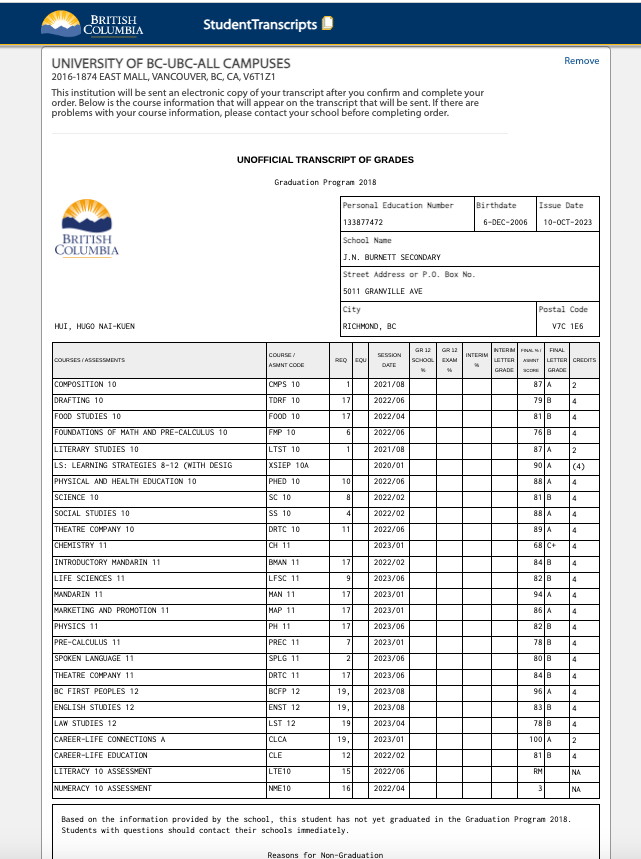 BRITISH COLUMBIA
StudentTranscripts
UNIVERSITY OF BC-UBC-ALL CAMPUSES
Remove
2016-1874 EAST MALL, VANCOUVER, BC, CA, V6T1Z1
This institution will be sent an electronic copy of your transcript after you confirm and complete your
order. Below is the course information that will appear on the transcript that will be sent. If there are
problems with your course information, please contact your school before completing order.
UNOFFICIAL TRANSCRIPT OF GRADES
Graduation Program 2018
BRITISH COLUMBIA
Personal Education Number Birthdate Issue Date
133877472 6-DEC-2006 10-OCT-2023
School Name
J.N. BURNETT SECONDARY
Street Address or P.O. Box No.
5011 GRANVILLE AVE
City Postal Code
HUI, HUGO NAI-KUEN RICHMOND, BC V7C 1E6
COURSES / ASSESSMENTS COURSE / ASMNT CODE REQ EQU SESSION DATE GR 12 SCHOOL % GR 12 EXAM % INTERIM % INTERIM LETTER GRADE FINAL % / ASMNT SCORE FINAL LETTER GRADE CREDITS
COMPOSITION 10 CMPS 10 1 2021/08 87 A 2
DRAFTING 10 TDRF 10 17 2022/06 79 B 4
FOOD STUDIES 10 FOOD 10 17 2022/04 81 B 4
FOUNDATIONS OF MATH AND PRE-CALCULUS 10 FMP 10 6 2022/06 76 B 4
LITERARY STUDIES 10 LTST 10 1 2021/08 87 A 2
LS: LEARNING STRATEGIES 8-12 (WITH DESIG XSIEP 10A 2020/01 90 A (4)
PHYSICAL AND HEALTH EDUCATION 10 PHED 10 10 2022/06 88 A 4
SCIENCE 10 SC 10 8 2022/02 81 B 4
SOCIAL STUDIES 10 SS 10 4 2022/02 88 A 4
THEATRE COMPANY 10 DRTC 10 11 2022/06 89 A 4
CHEMISTRY 11 CH 11 2023/01 68 C+ 4
INTRODUCTORY MANDARIN 11 BMAN 11 17 2022/02 84 B 4
LIFE SCIENCES 11 LFSC 11 9 2023/06 82 B 4
MANDARIN 11 MAN 11 17 2023/01 94 A 4
MARKETING AND PROMOTION 11 MAP 11 17 2023/01 86 A 4
PHYSICS 11 PH 11 17 2023/06 82 B 4
PRE-CALCULUS 11 PREC 11 7 2023/01 78 B 4
SPOKEN LANGUAGE 11 SPLG 11 2 2023/06 80 B 4
THEATRE COMPANY 11 DRTC 11 17 2023/06 84 B 4
BC FIRST PEOPLES 12 BCFP 12 19, 2023/08 96 A 4
ENGLISH STUDIES 12 ENST 12 19, 2023/08 83 B 4
LAW STUDIES 12 LST 12 19 2023/04 78 B 4
CAREER-LIFE CONNECTIONS A CLCA 19, 2023/01 100 A 2
CAREER-LIFE EDUCATION CLE 12 2022/02 81 B 4
LITERACY 10 ASSESSMENT LTE10 15 2022/06 RM NA
NUMERACY 10 ASSESSMENT NME10 16 2022/04 3 NA
Based on the information provided by the school, this student has not yet graduated in the Graduation Program 2018.
Students with questions should contact their schools immediately.
Reasons for Non-Graduation